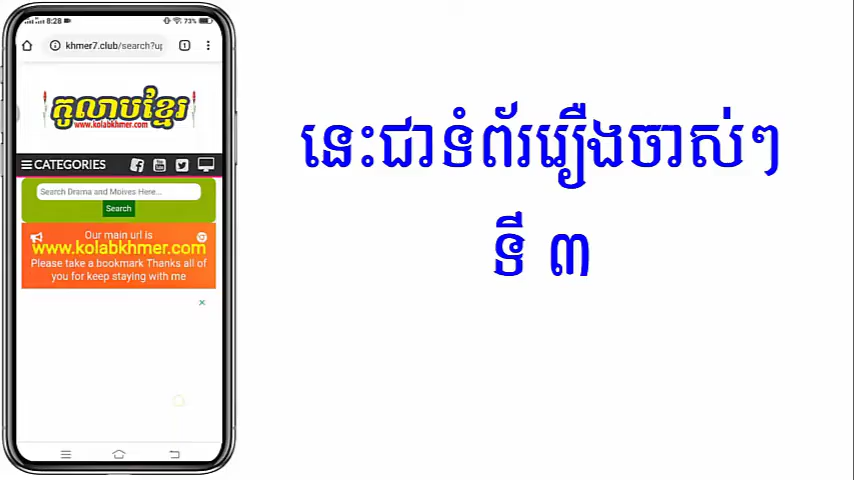 8:28
73%
khmer7.club/search?up
1
កូលាបខ្មែរ
www.kolabkhmer.com
CATEGORIES
Search Drama and Moives Here...
Search
Our main url is
www.kolabkhmer.com
Please take a bookmark Thanks all of
you for keep staying with me
នេះជាទំព័ររឿងចាស់ៗ
ទី ៣